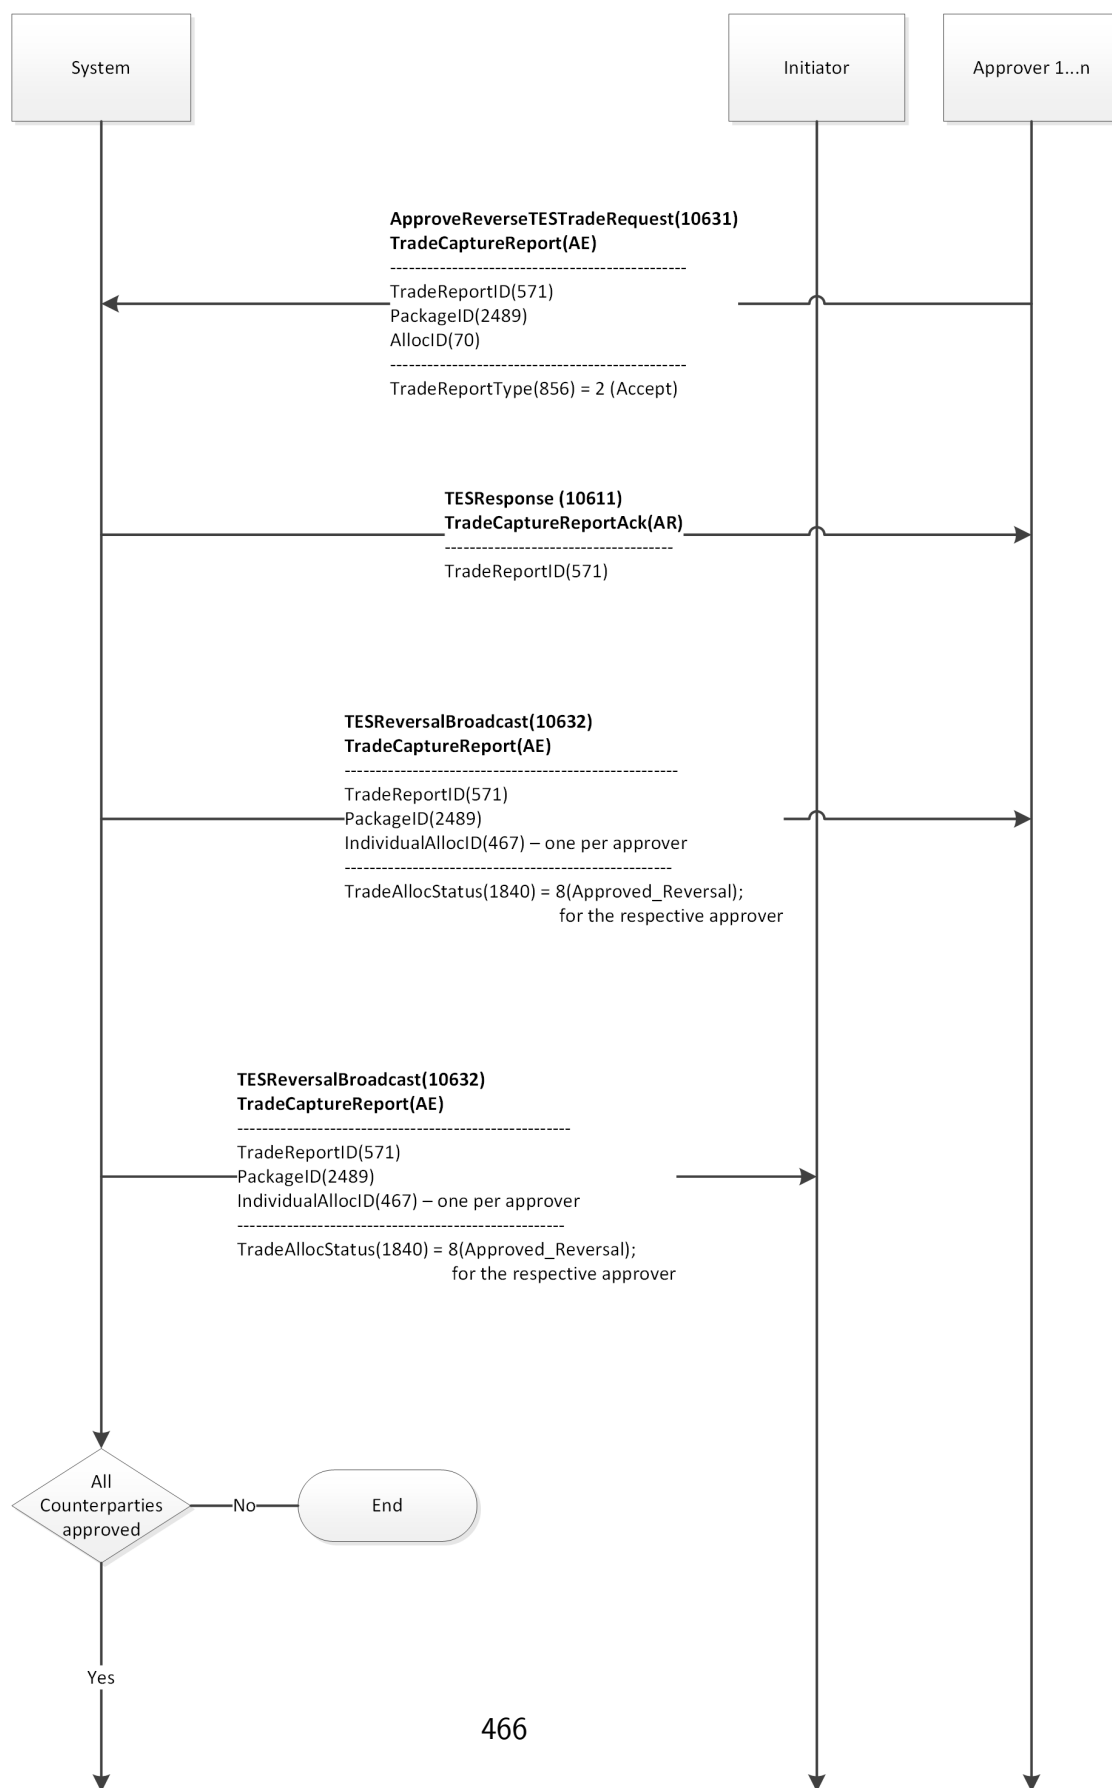 System
Initiator
Approver 1...n
ApproveReverseTESTradeRequest(10631)
TradeCaptureReport(AE)
------------------------------------------------
TradeReportID(571)
PackageID(2489)
AllocID(70)
------------------------------------------------
TradeReportType(856) = 2 (Accept)
TESResponse (10611)
TradeCaptureReportAck(AR)
-------------------------------------
TradeReportID(571)
TESReversalBroadcast(10632)
TradeCaptureReport(AE)
------------------------------------------------------
TradeReportID(571)
PackageID(2489)
IndividualAllocID(467) – one per approver
-----------------------------------------------------
TradeAllocStatus(1840) = 8(Approved_Reversal);
for the respective approver
TESReversalBroadcast(10632)
TradeCaptureReport(AE)
------------------------------------------------------
TradeReportID(571)
PackageID(2489)
IndividualAllocID(467) – one per approver
-----------------------------------------------------
TradeAllocStatus(1840) = 8(Approved_Reversal);
for the respective approver
All
Counterparties
approved
No
End
Yes
466